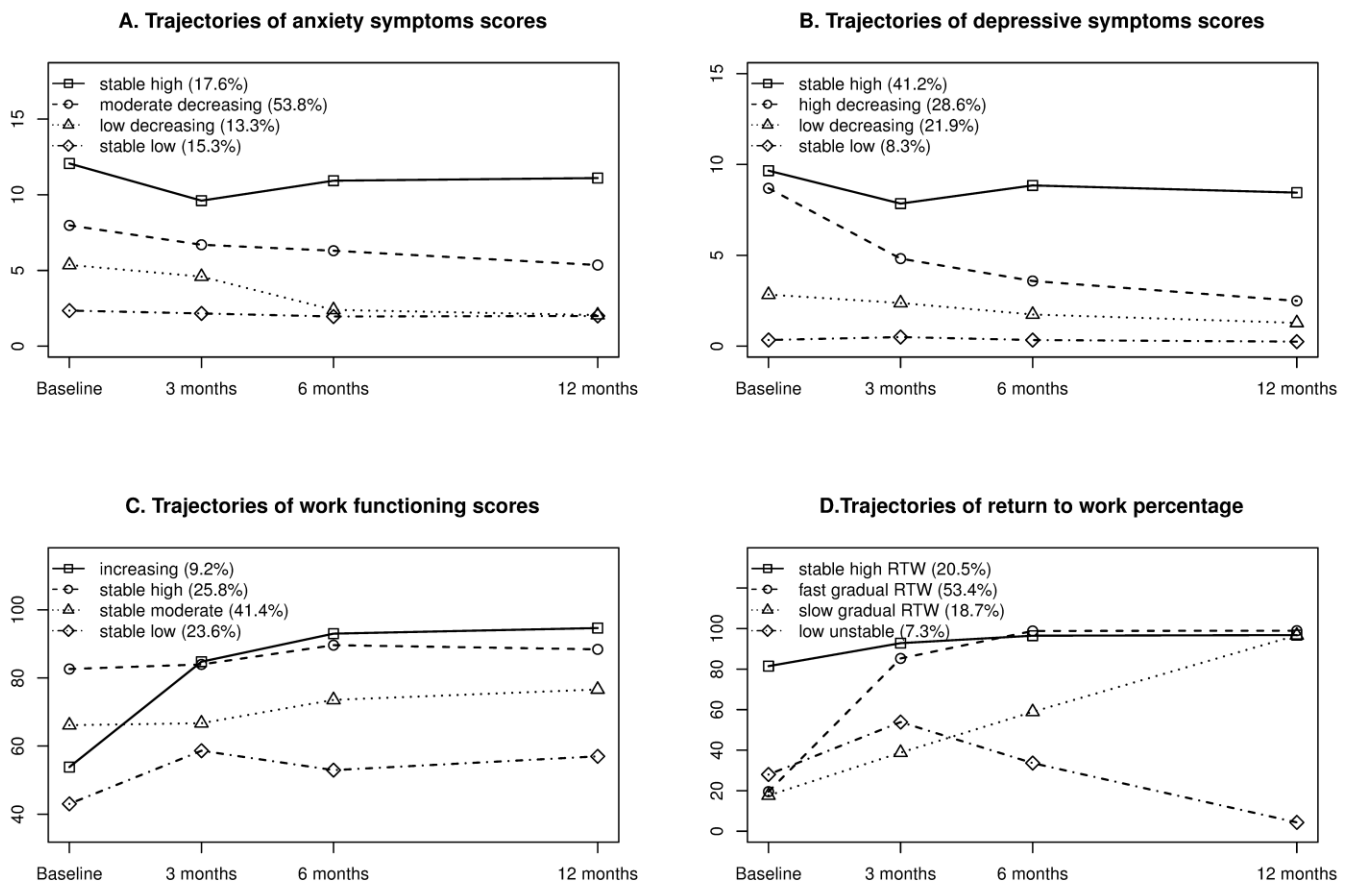 A. Trajectories of anxiety symptoms scores
stable high (17.6%)
moderate decreasing (53.8%)
low decreasing (13.3%)
stable low (15.3%)
15
10
5
0
Baseline 3 months 6 months 12 months
B. Trajectories of depressive symptoms scores
stable high (41.2%)
high decreasing (28.6%)
low decreasing (21.9%)
stable low (8.3%)
15
10
5
0
Baseline 3 months 6 months 12 months
C. Trajectories of work functioning scores
increasing (9.2%)
stable high (25.8%)
stable moderate (41.4%)
stable low (23.6%)
100
80
60
40
Baseline 3 months 6 months 12 months
D.Trajectories of return to work percentage
stable high RTW (20.5%)
fast gradual RTW (53.4%)
slow gradual RTW (18.7%)
low unstable (7.3%)
100
80
60
40
20
0
Baseline 3 months 6 months 12 months